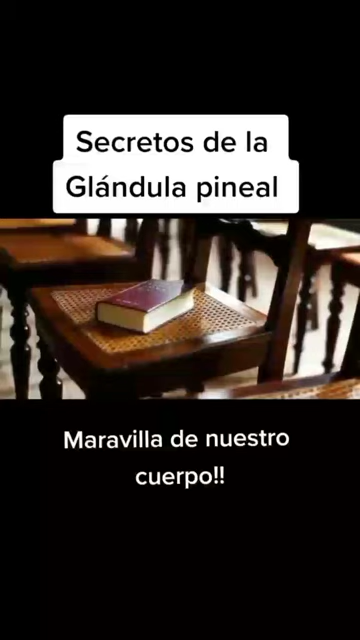 Secretos de la
Glándula pineal
Maravilla de nuestro
cuerpo!!